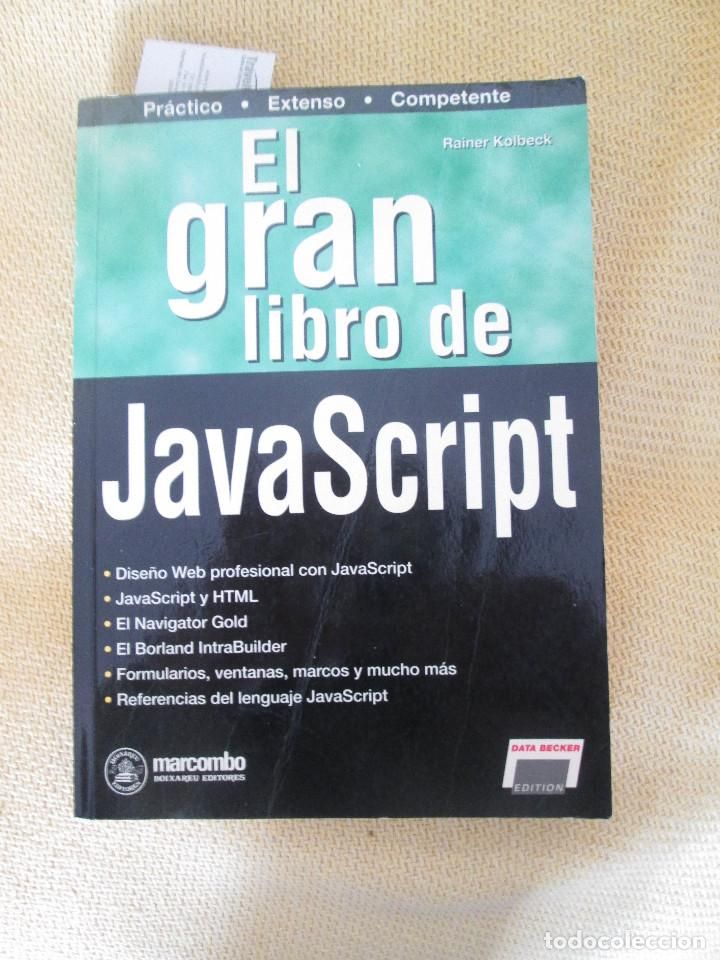 Práctico • Extenso • Competente
Rainer Kolbeck
El
gran
libro de
JavaScript
• Diseño Web profesional con JavaScript
• JavaScript y HTML
• El Navigator Gold
• El Borland IntraBuilder
• Formularios, ventanas, marcos y mucho más
• Referencias del lenguaje JavaScript
marcombo
BOIXAREU EDITORES
DATA BECKER
EDITION
todocoleccion